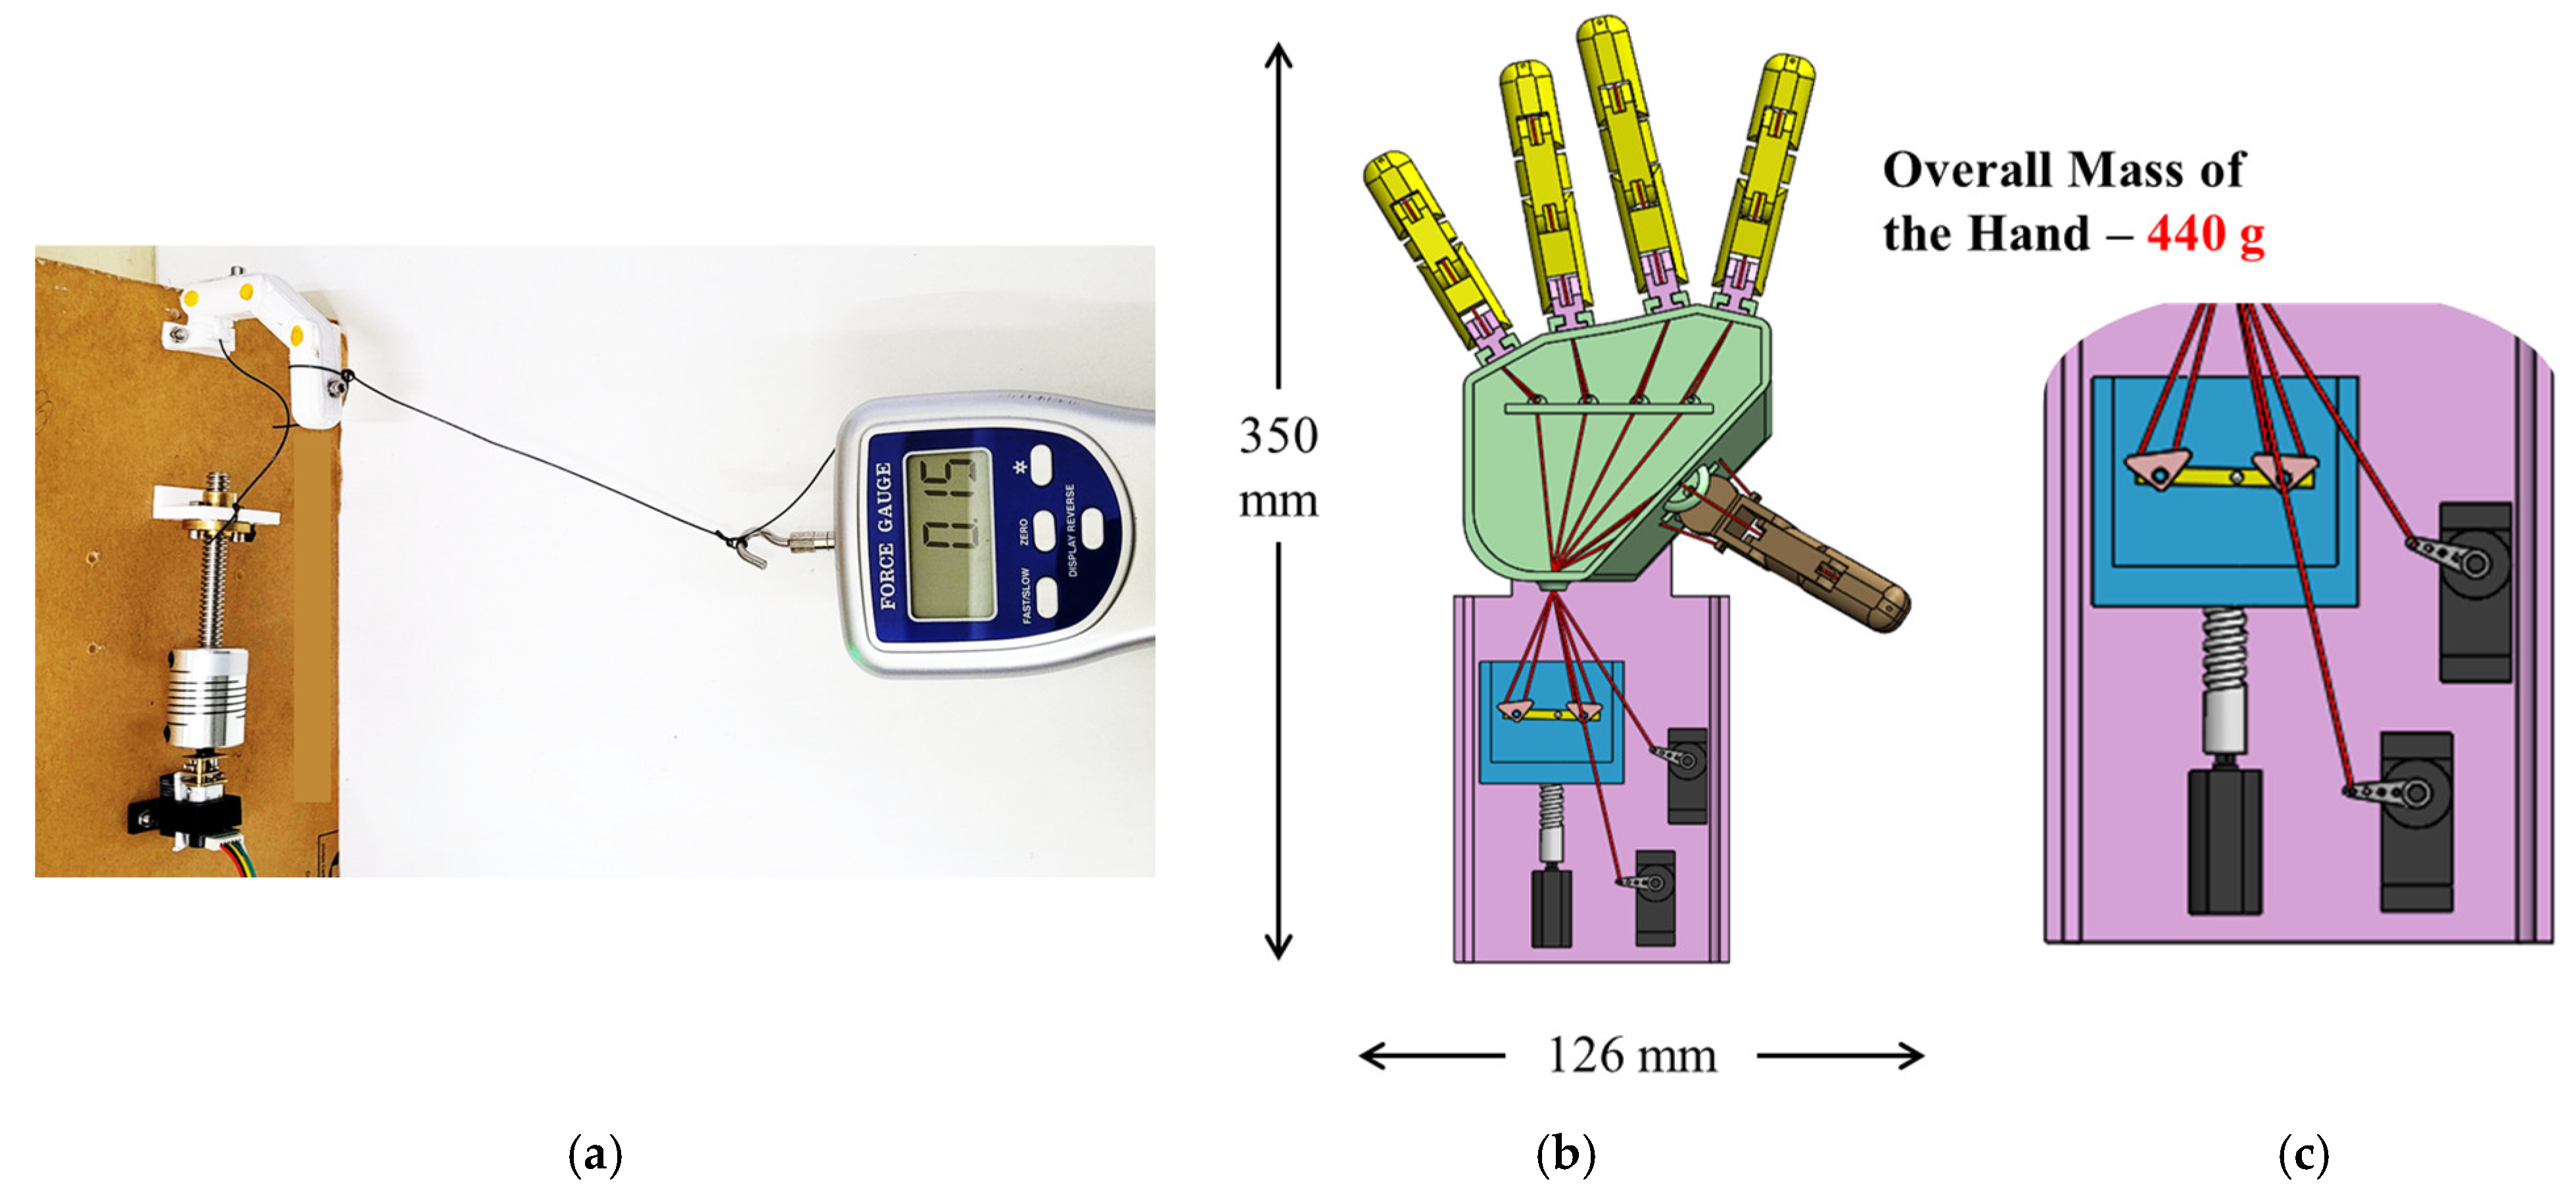 FORCE GAUGE
0.15
FAST/SLOW
ZERO
DISPLAY REVERSE
350
mm
Overall Mass of
the Hand – 440 g
126 mm
(a)
(b)
(c)